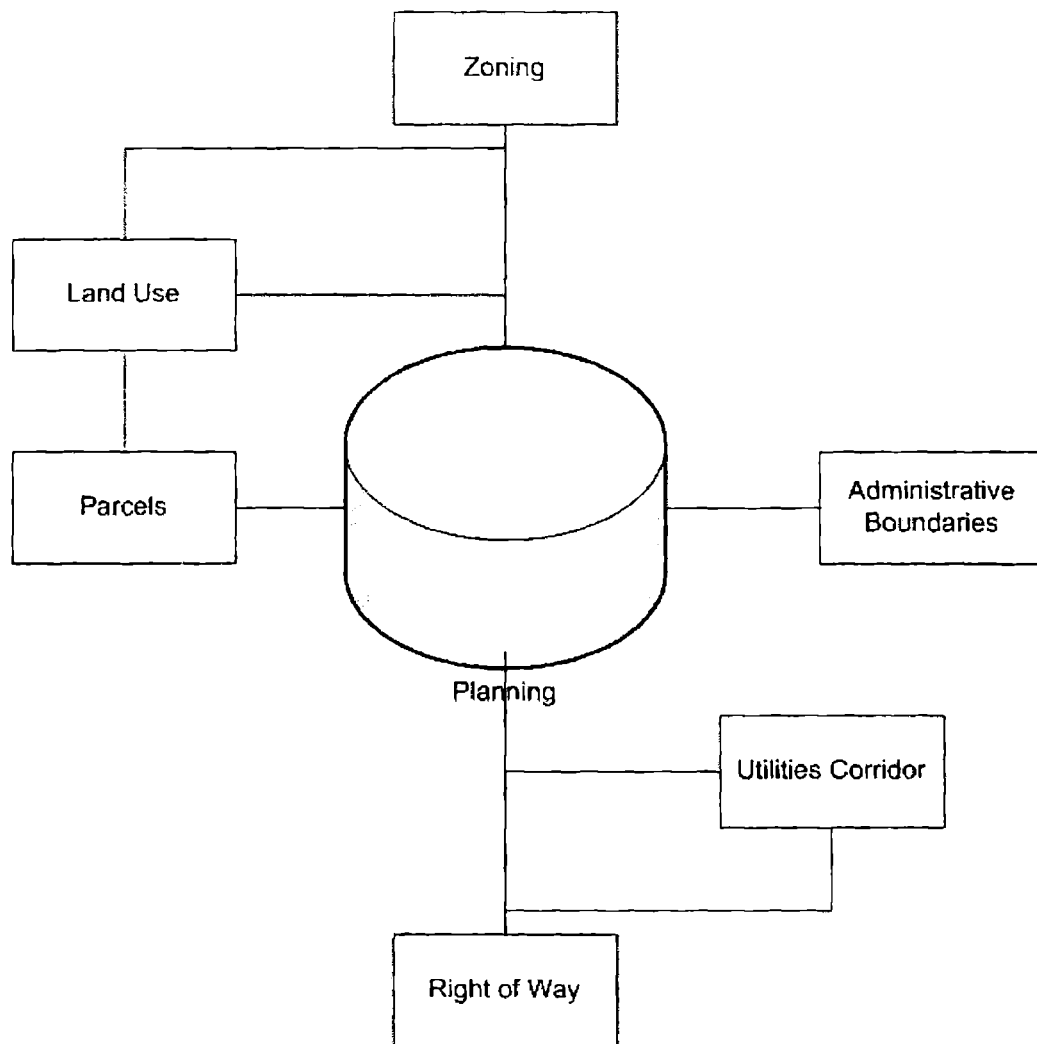 Zoning
Land Use
Parcels
Administrative
Boundaries
Planning
Utilities Corridor
Right of Way